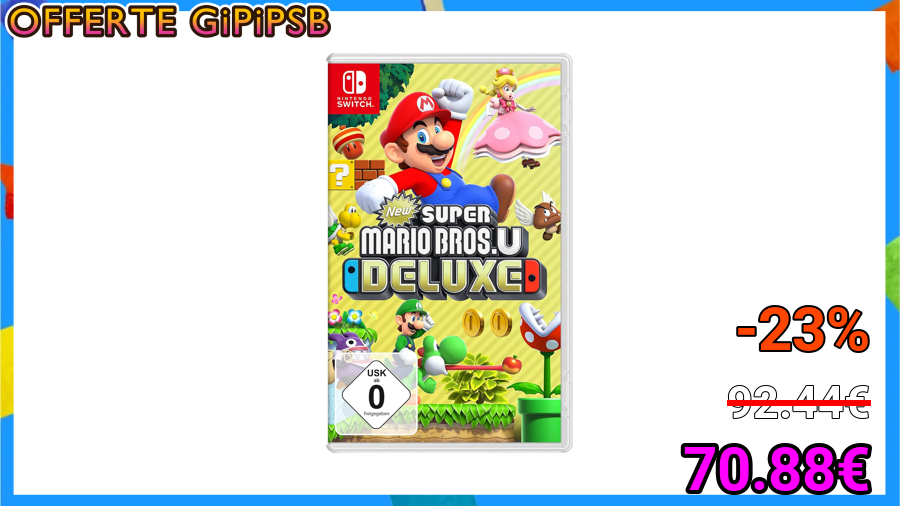 OFFERTE GiPiPSB
NINTENDO
SWITCH.
M
?
New SUPER
MARIO BROS.U
DELUXE
USK
ab
0
freigegeben
-23%
92.44€
70.88€